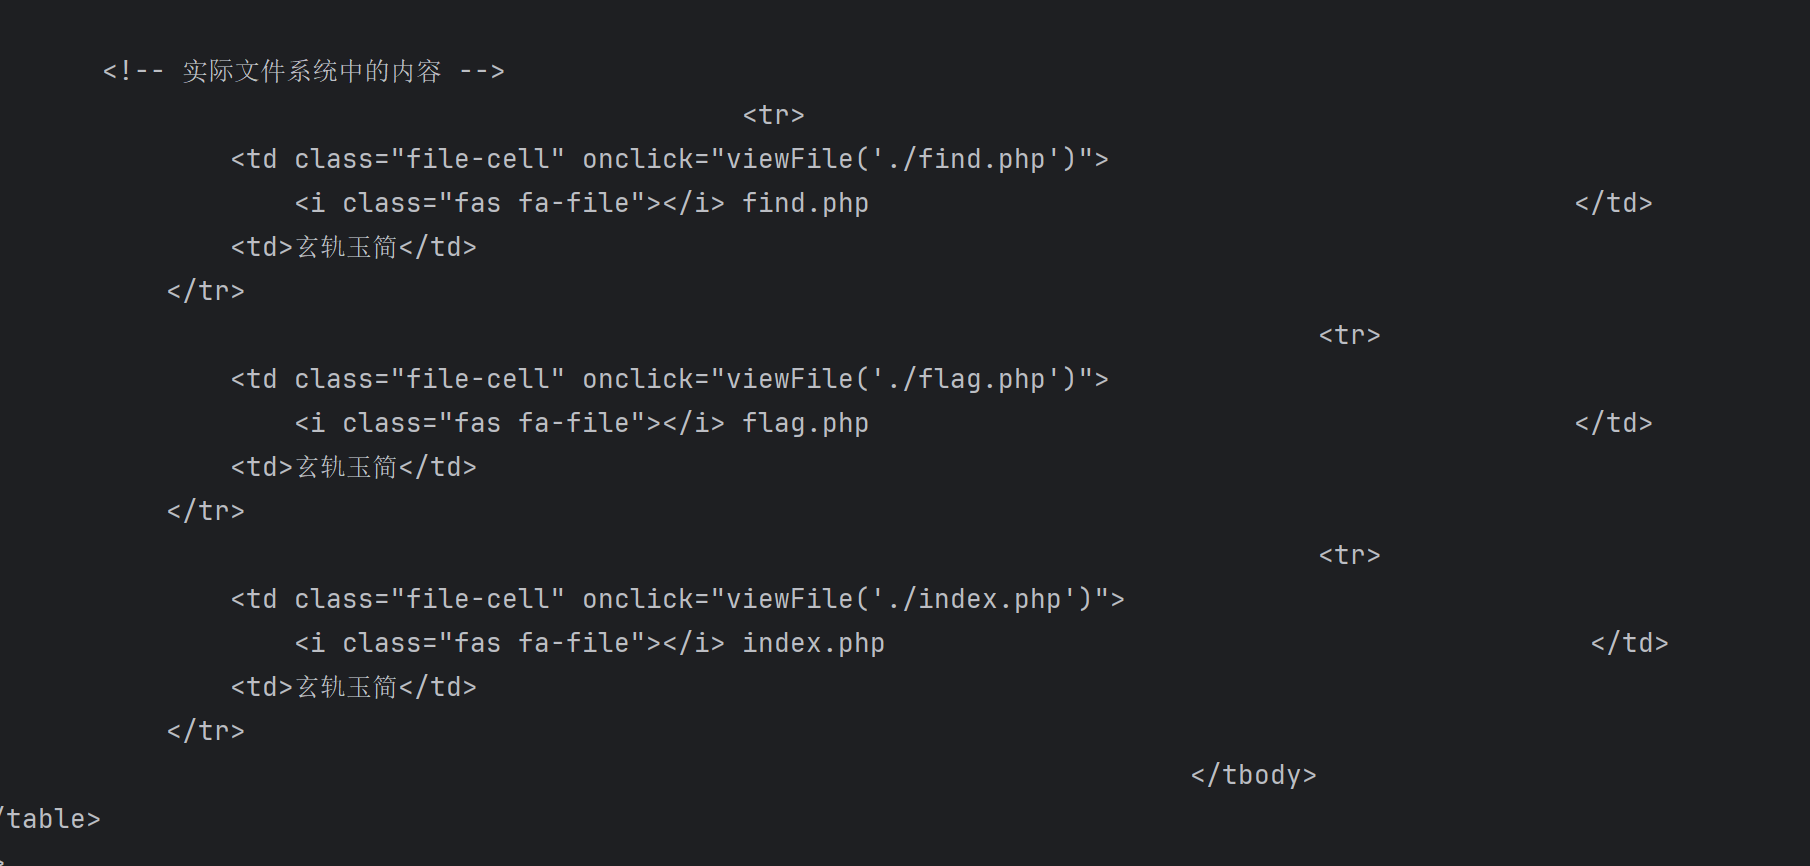 <!-- 实际文件系统中的内容 -->
<tr>
<td class="file-cell" onclick="viewFile('./find.php')">
<i class="fas fa-file"></i> find.php </td>
<td>玄轨玉简</td>
</tr>
<tr>
<td class="file-cell" onclick="viewFile('./flag.php')">
<i class="fas fa-file"></i> flag.php </td>
<td>玄轨玉简</td>
</tr>
<tr>
<td class="file-cell" onclick="viewFile('./index.php')">
<i class="fas fa-file"></i> index.php </td>
<td>玄轨玉简</td>
</tr>
</tbody>
/table>
>